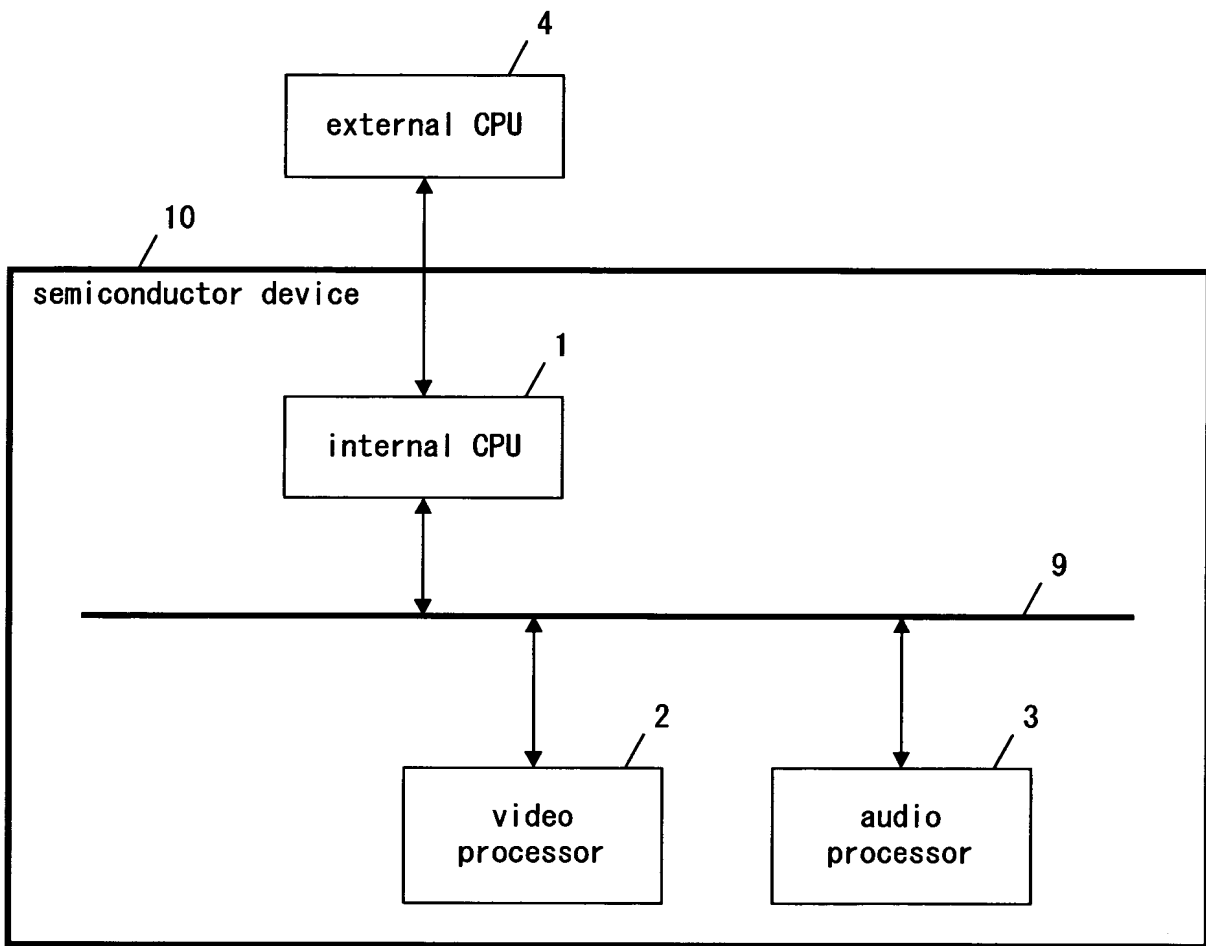 4
external CPU
10
semiconductor device
1
internal CPU
9
2
3
video
processor
audio
processor